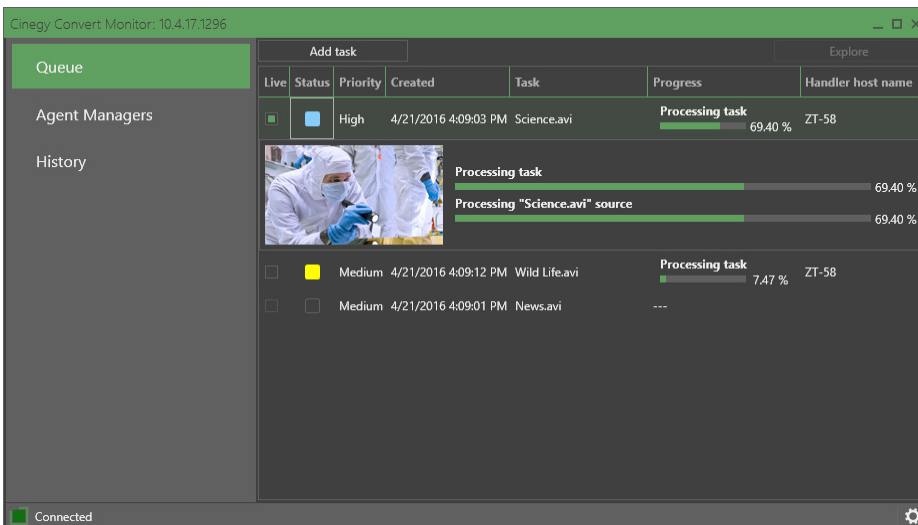 Cinegy Convert Monitor: 10.4.17.1296
Queue
Agent Managers
History
Add task
Explore
Live Status Priority Created Task Progress Handler host name
High 4/21/2016 4:09:03 PM Science.avi Processing task 69.40 % ZT-58
Processing task
69.40 %
Processing "Science.avi" source
69.40 %
Medium 4/21/2016 4:09:12 PM Wild Life.avi Processing task 7.47 % ZT-58
Medium 4/21/2016 4:09:01 PM News.avi ---
Connected